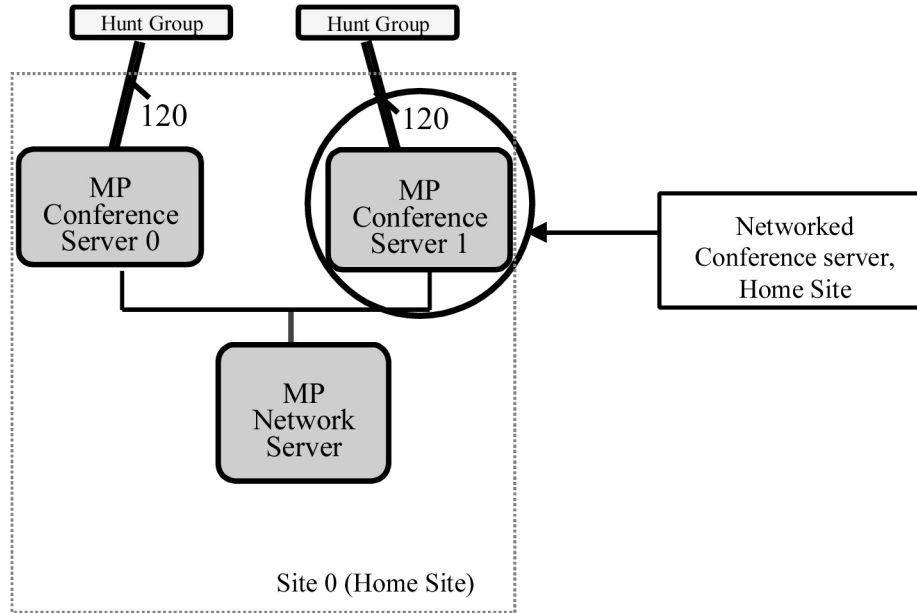 Hunt Group
Hunt Group
120
120
MP
Conference
Server 0
MP
Conference
Server 1
Networked
Conference server,
Home Site
MP
Network
Server
Site 0 (Home Site)